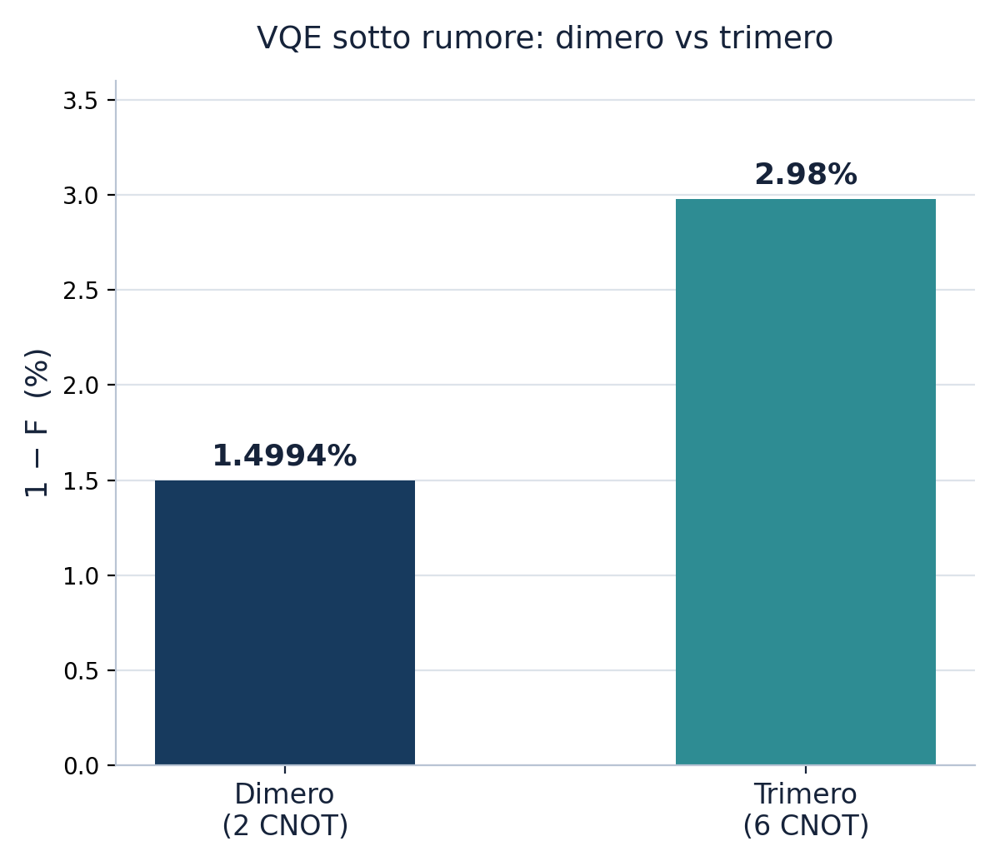 VQE sotto rumore: dimero vs trimero
1 − F (%)
3.5
3.0
2.5
2.0
1.5
1.0
0.5
0.0
1.4994%
2.98%
Dimero
(2 CNOT)
Trimero
(6 CNOT)